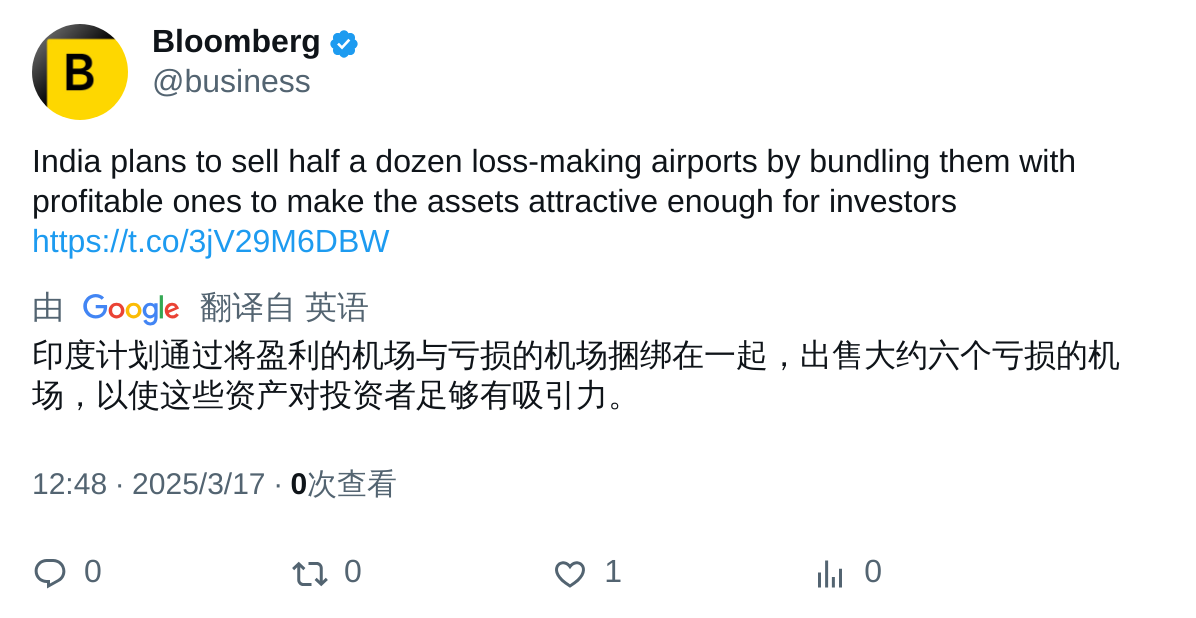 B
Bloomberg
@business
India plans to sell half a dozen loss-making airports by bundling them with
profitable ones to make the assets attractive enough for investors
https://t.co/3jV29M6DBW
由 Google 翻译自 英语
印度计划通过将盈利的机场与亏损的机场捆绑在一起，出售大约六个亏损的机
场，以使这些资产对投资者足够有吸引力。
12:48 · 2025/3/17 · 0次查看
0 0 1 0